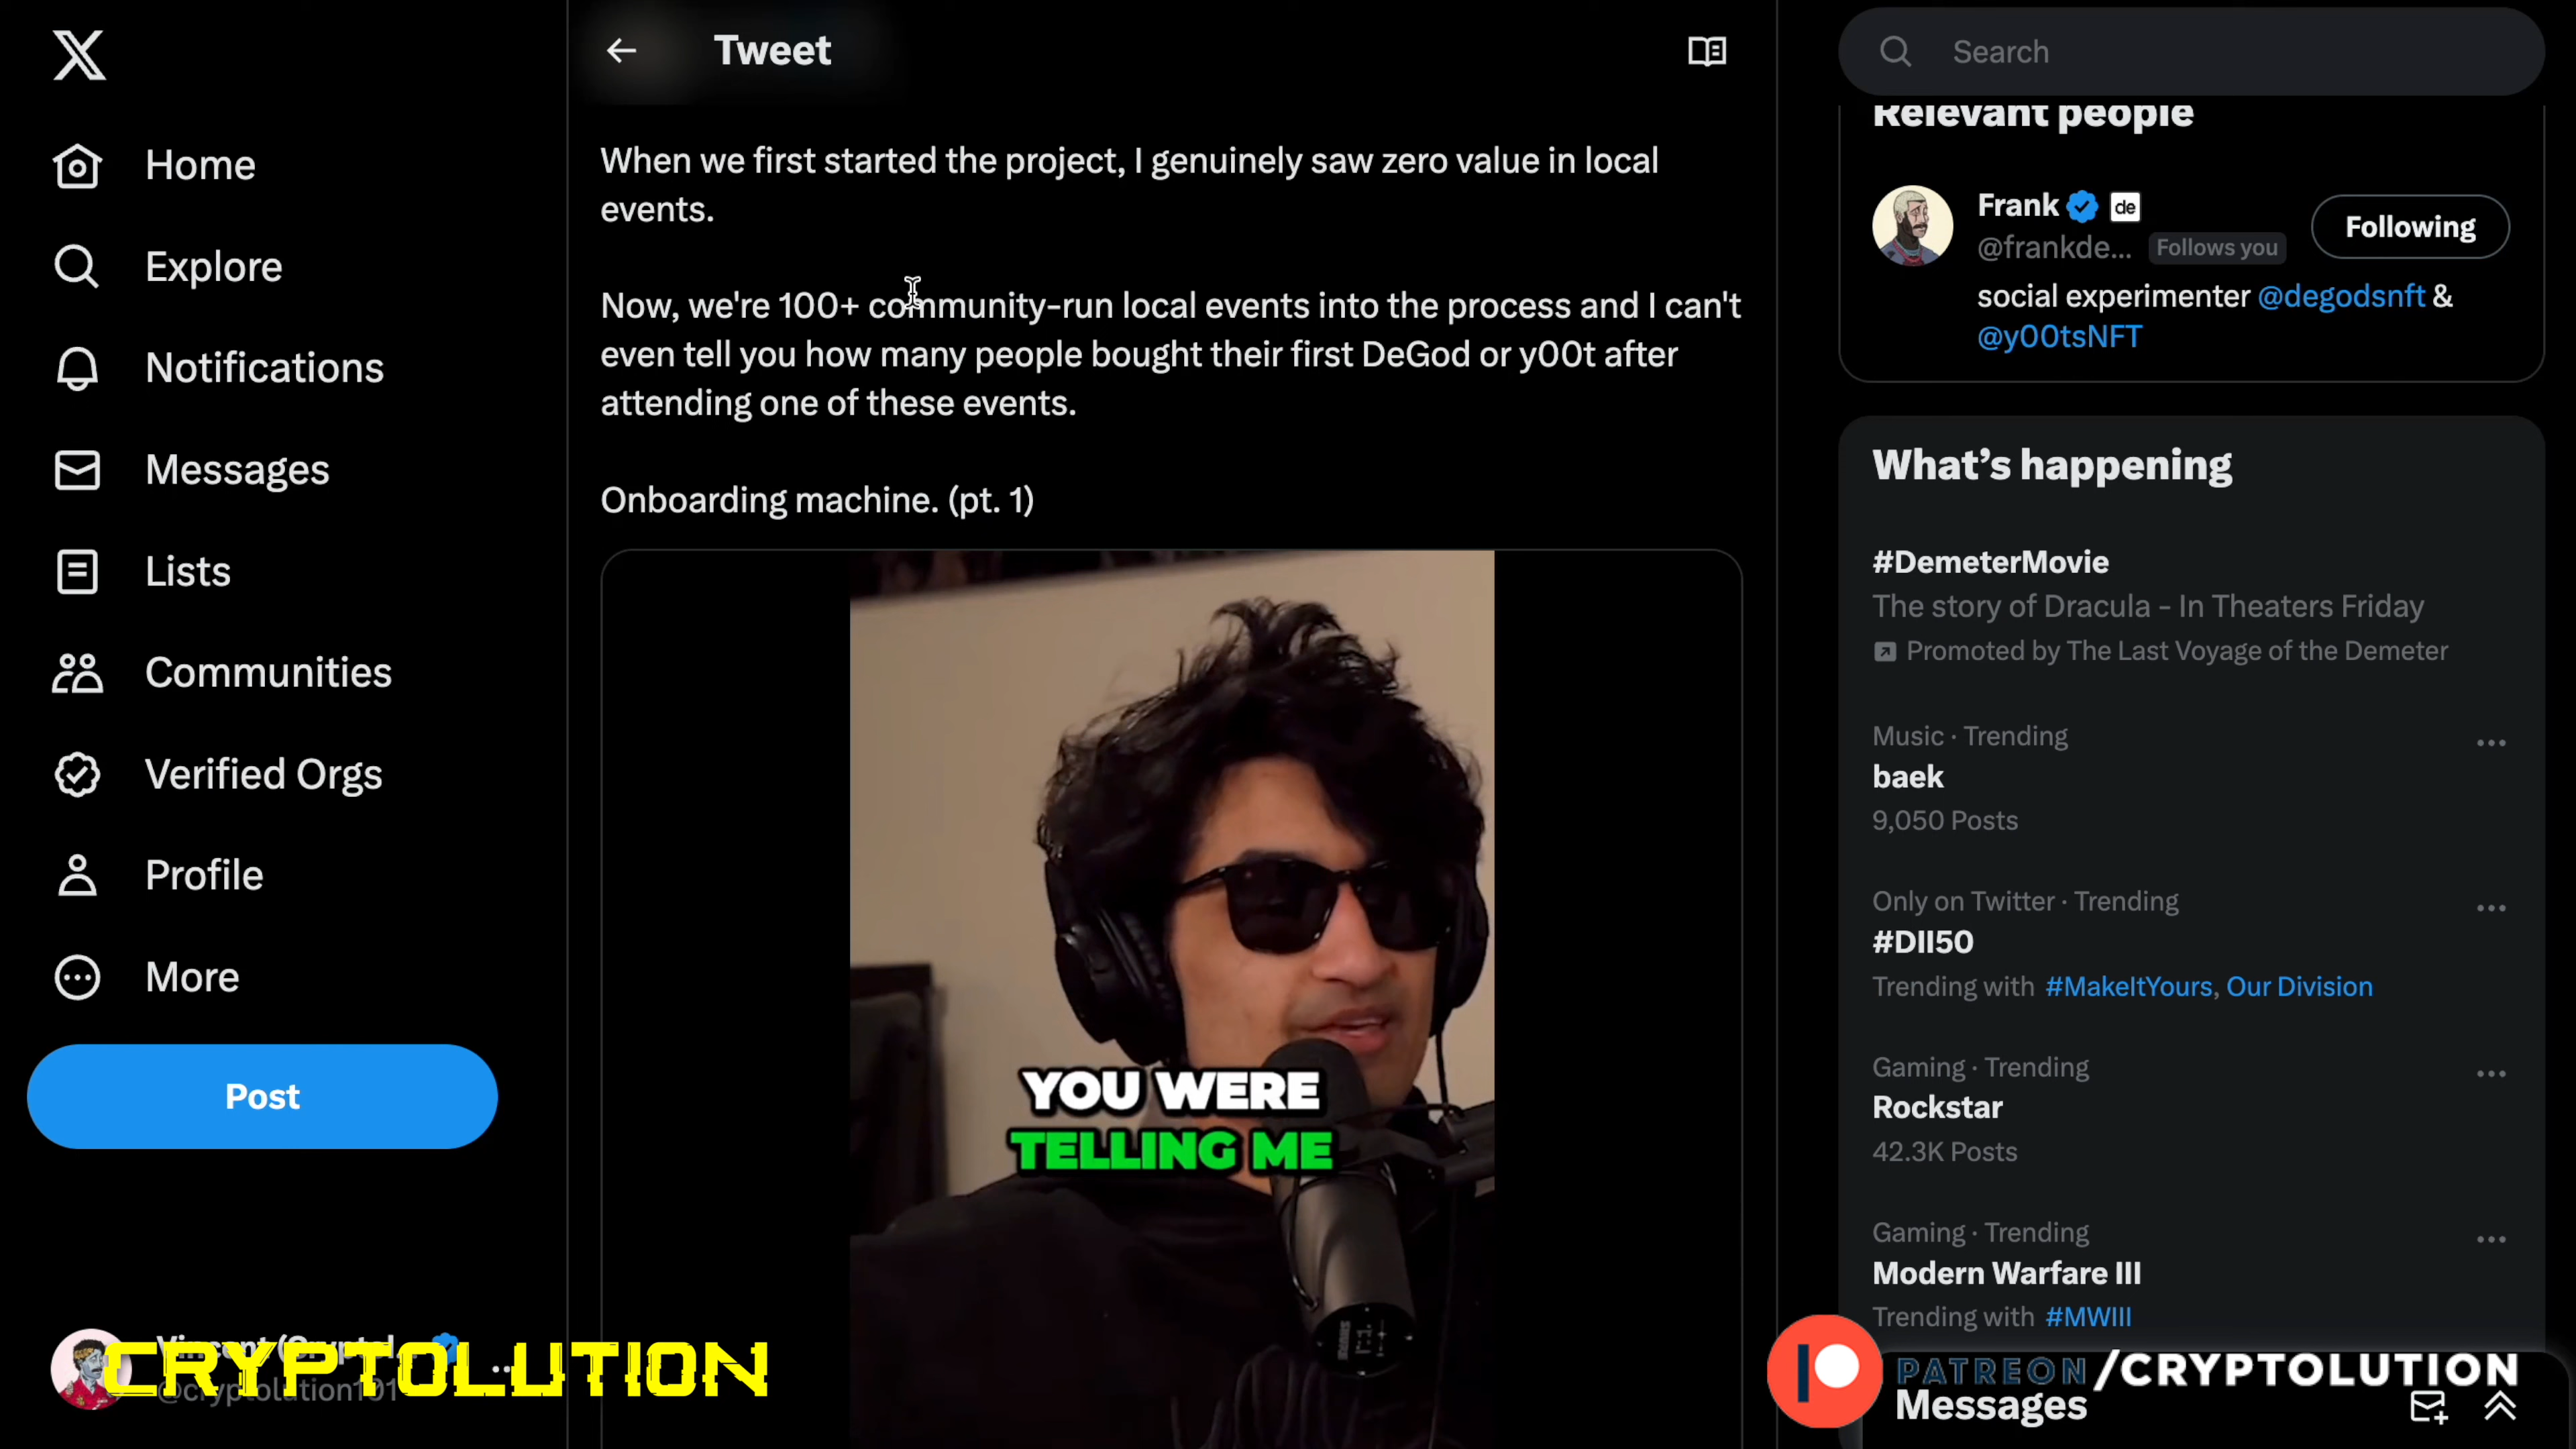 Home
Explore
Notifications
Messages
Lists
Communities
Verified Orgs
Profile
More
Post
CRYPTOLUTION
@cryptolution101
Tweet
When we first started the project, I genuinely saw zero value in local
events.
Now, we're 100+ community-run local events into the process and I can't
even tell you how many people bought their first DeGod or y00t after
attending one of these events.
Onboarding machine. (pt. 1)
YOU WERE
TELLING ME
Search
Relevant people
Frank de
@frankde... Follows you
Following
social experimenter @degodsnft &
@y00tsNFT
What's happening
#DemeterMovie
The story of Dracula - In Theaters Friday
Promoted by The Last Voyage of the Demeter
Music · Trending
baek
9,050 Posts
Only on Twitter · Trending
#DII50
Trending with #MakeItYours, Our Division
Gaming · Trending
Rockstar
42.3K Posts
Gaming · Trending
Modern Warfare III
Trending with #MWIII
PATREON/CRYPTOLUTION
Messages